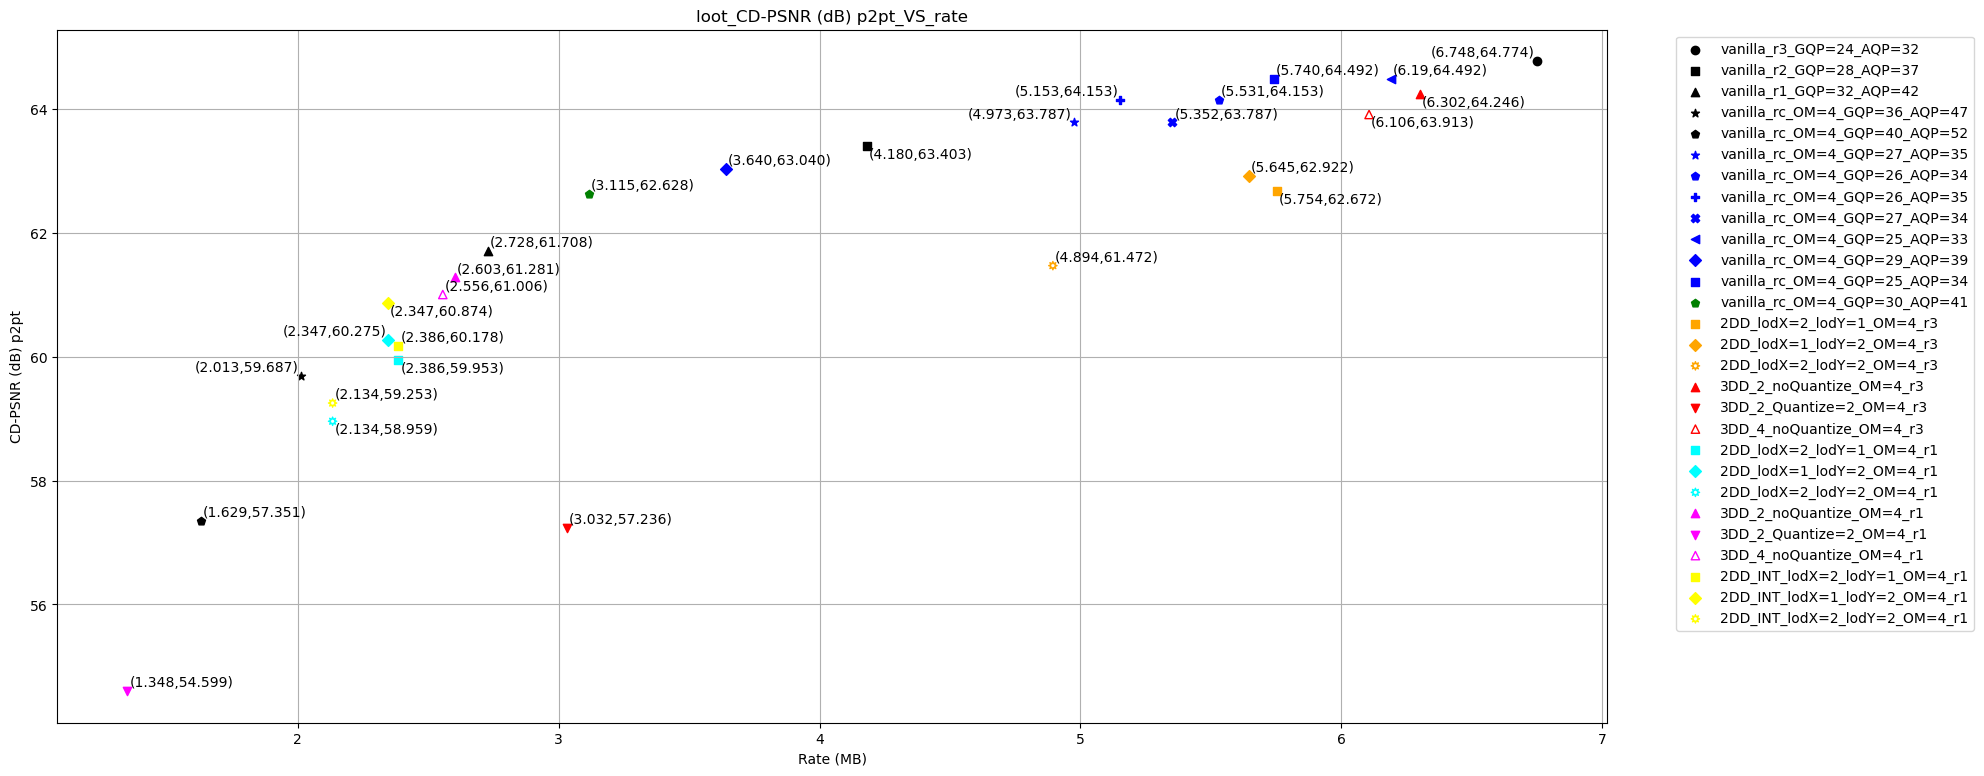 loot_CD-PSNR (dB) p2pt_VS_rate
(6.748,64.774)
(5.740,64.492)
(6.19,64.492)
(5.153,64.153)
(5.531,64.153)
(6.302,64.246)
(4.973,63.787)
(5.352,63.787)
(6.106,63.913)
(4.180,63.403)
(3.640,63.040)
(5.645,62.922)
(3.115,62.628)
(5.754,62.672)
(2.728,61.708)
(4.894,61.472)
(2.603,61.281)
(2.556,61.006)
(2.347,60.874)
(2.347,60.275)
(2.386,60.178)
(2.013,59.687)
(2.386,59.953)
(2.134,59.253)
(2.134,58.959)
(1.629,57.351)
(3.032,57.236)
(1.348,54.599)
CD-PSNR (dB) p2pt
64
62
60
58
56
2
3
4
5
6
7
Rate (MB)
vanilla_r3_GQP=24_AQP=32
vanilla_r2_GQP=28_AQP=37
vanilla_r1_GQP=32_AQP=42
vanilla_rc_OM=4_GQP=36_AQP=47
vanilla_rc_OM=4_GQP=40_AQP=52
vanilla_rc_OM=4_GQP=27_AQP=35
vanilla_rc_OM=4_GQP=26_AQP=34
vanilla_rc_OM=4_GQP=26_AQP=35
vanilla_rc_OM=4_GQP=27_AQP=34
vanilla_rc_OM=4_GQP=25_AQP=33
vanilla_rc_OM=4_GQP=29_AQP=39
vanilla_rc_OM=4_GQP=25_AQP=34
vanilla_rc_OM=4_GQP=30_AQP=41
2DD_lodX=2_lodY=1_OM=4_r3
2DD_lodX=1_lodY=2_OM=4_r3
2DD_lodX=2_lodY=2_OM=4_r3
3DD_2_noQuantize_OM=4_r3
3DD_2_Quantize=2_OM=4_r3
3DD_4_noQuantize_OM=4_r3
2DD_lodX=2_lodY=1_OM=4_r1
2DD_lodX=1_lodY=2_OM=4_r1
2DD_lodX=2_lodY=2_OM=4_r1
3DD_2_noQuantize_OM=4_r1
3DD_2_Quantize=2_OM=4_r1
3DD_4_noQuantize_OM=4_r1
2DD_INT_lodX=2_lodY=1_OM=4_r1
2DD_INT_lodX=1_lodY=2_OM=4_r1
2DD_INT_lodX=2_lodY=2_OM=4_r1